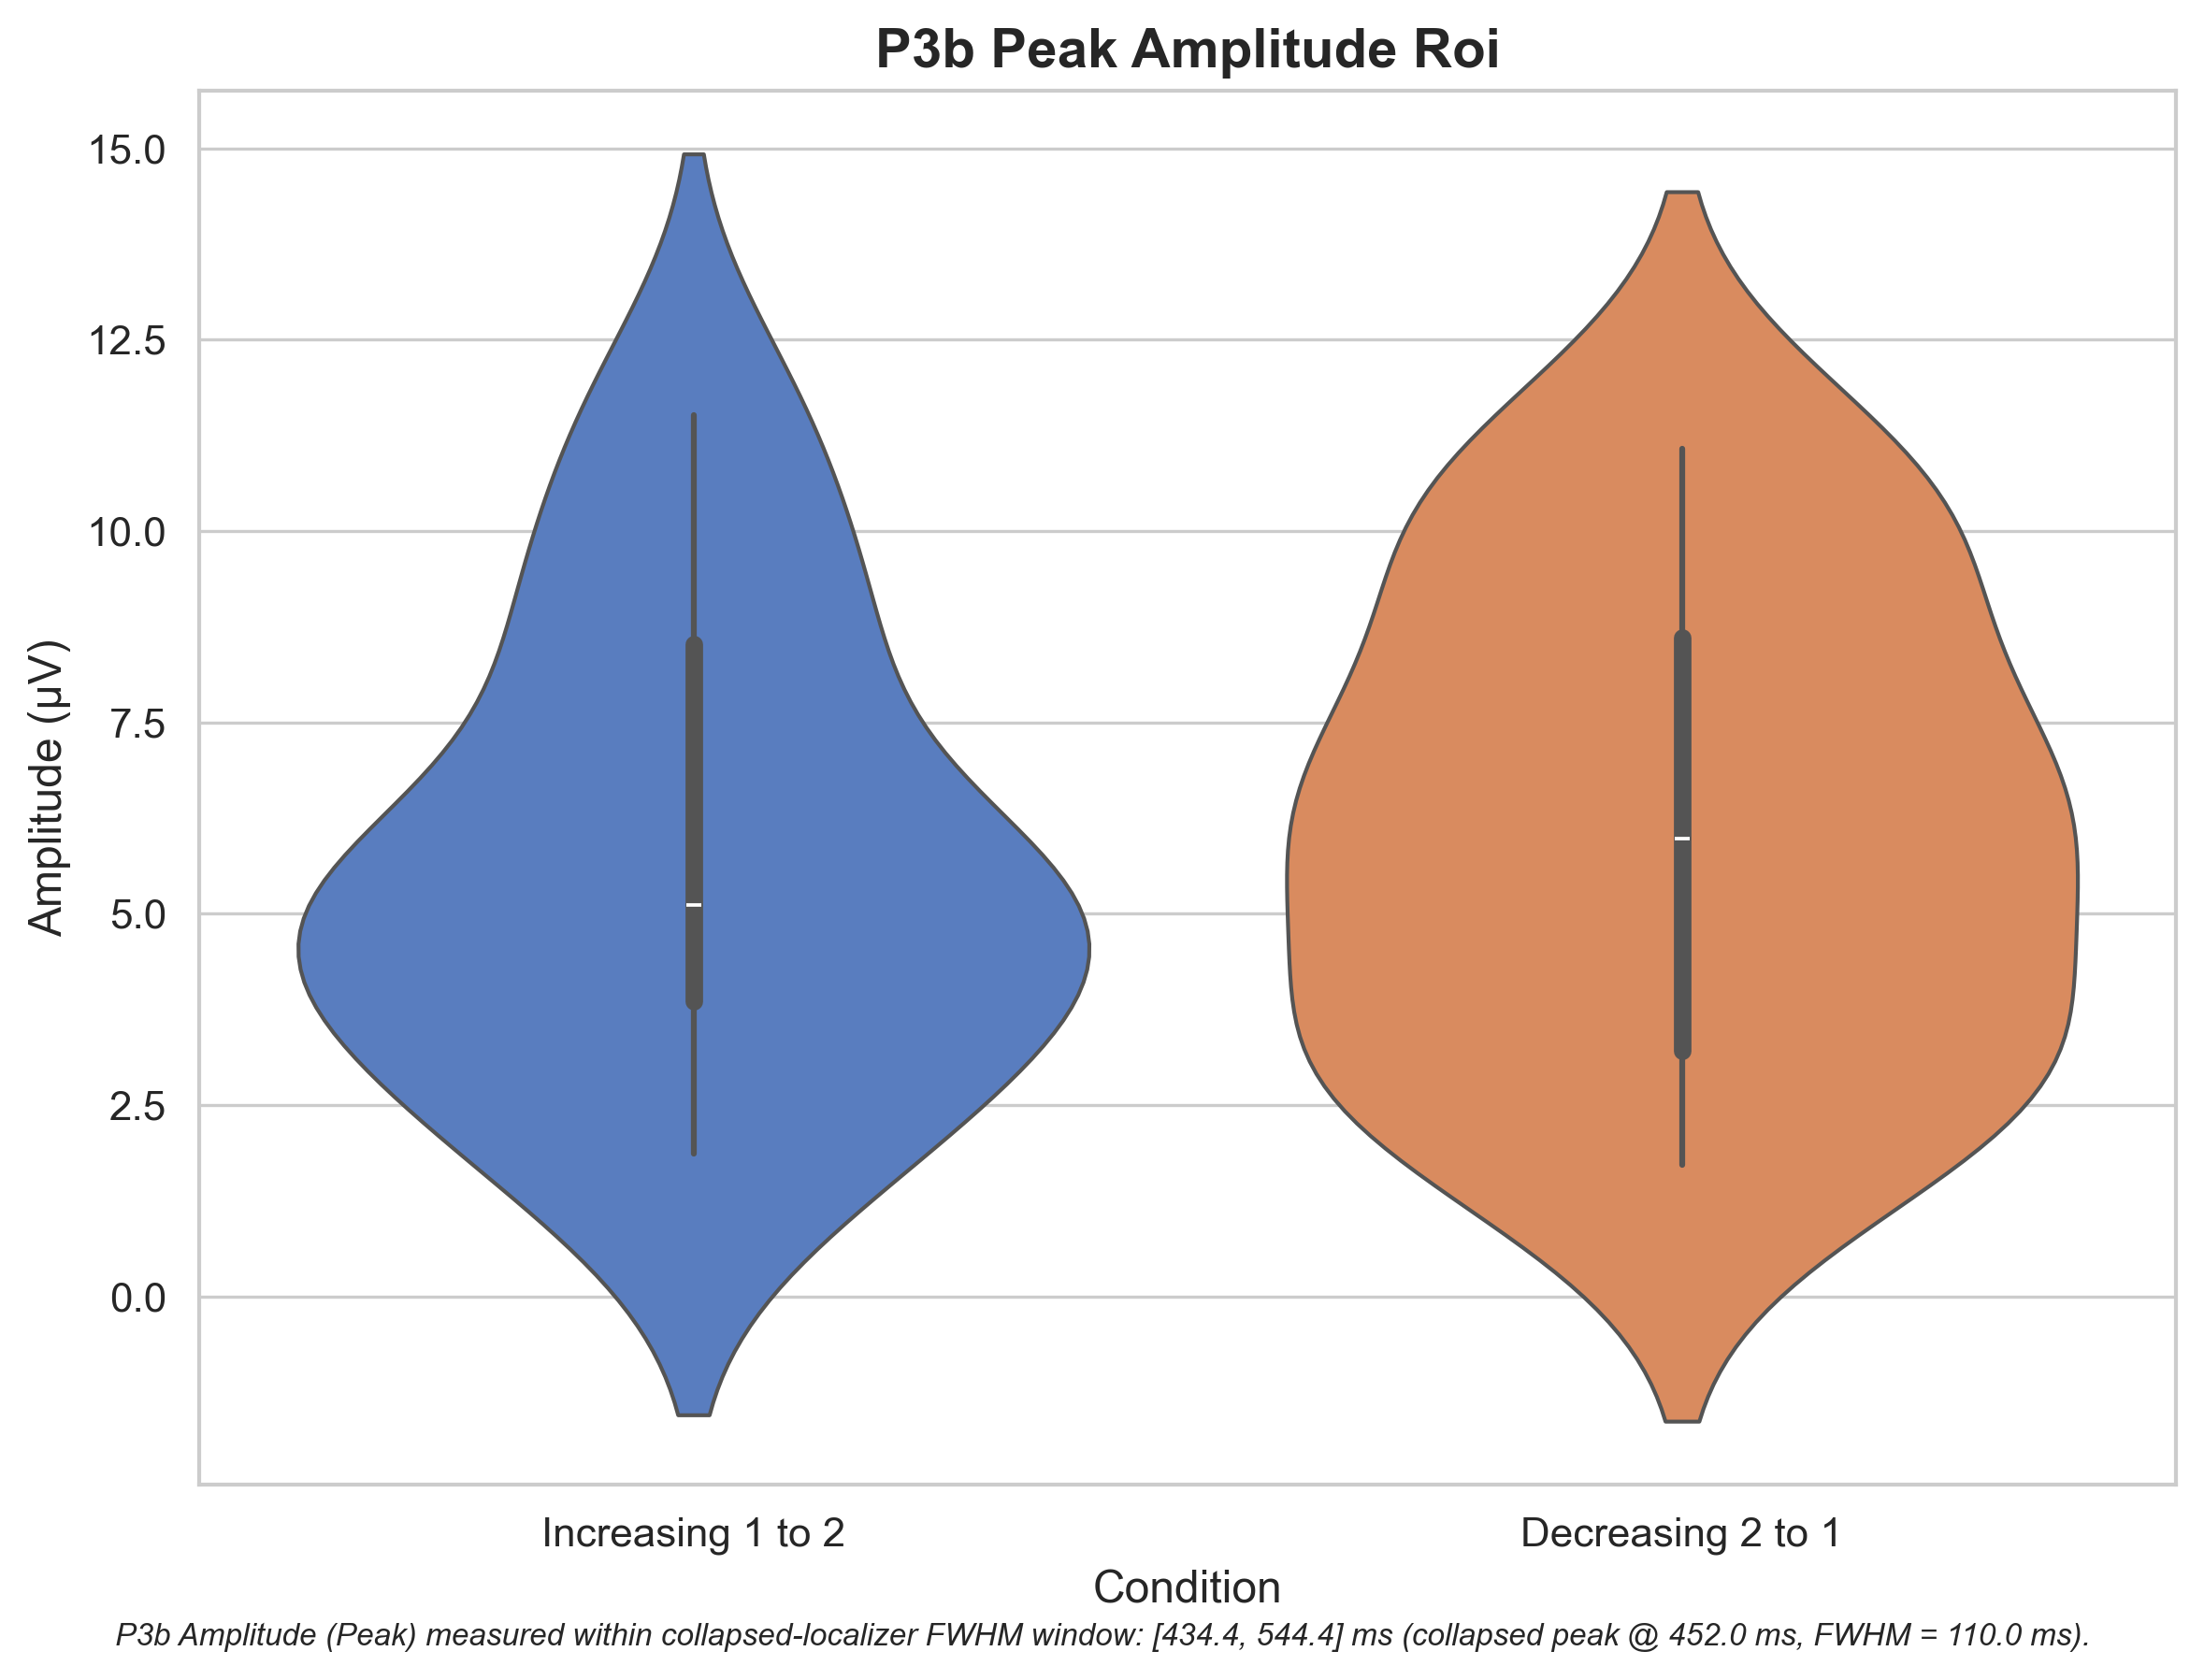 P3b Peak Amplitude Roi
15.0
12.5
10.0
7.5
5.0
2.5
0.0
Amplitude (μV)
Increasing 1 to 2
Decreasing 2 to 1
Condition
P3b Amplitude (Peak) measured within collapsed-localizer FWHM window: [434.4, 544.4] ms (collapsed peak @ 452.0 ms, FWHM = 110.0 ms).